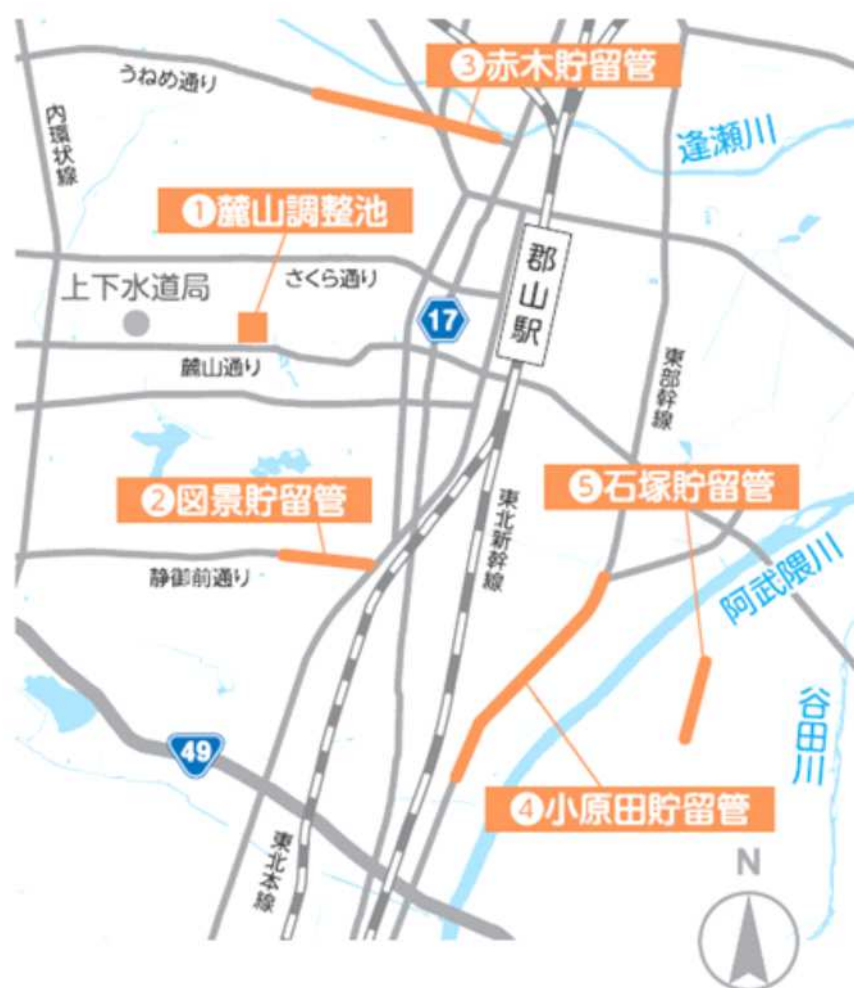 ③赤木貯留管
うねめ通り
内環状線
逢瀬川
①麓山調整池
郡山駅
上下水道局
さくら通り
17
麓山通り
東部幹線
②図景貯留管
⑤石塚貯留管
東北新幹線
静御前通り
阿武隈川
谷田川
49
④小原田貯留管
東北本線
N